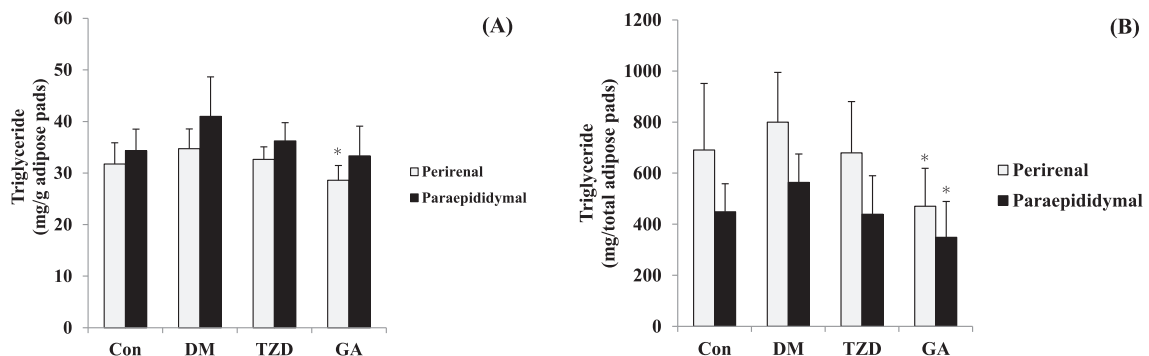 (A)
Triglyceride
(mg/g adipose pads)
60
50
40
30
20
10
0
*
Con DM TZD GA
Perirenal
Paraepididymal
(B)
Triglyceride
(mg/total adipose pads)
1200
1000
800
600
400
200
0
*
*
Con DM TZD GA
Perirenal
Paraepididymal